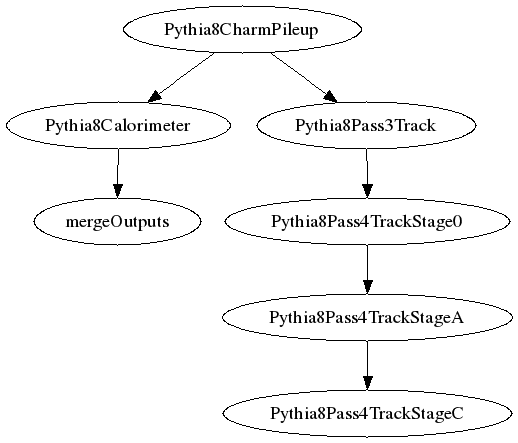 Pythia8CharmPileup
Pythia8Calorimeter
Pythia8Pass3Track
mergeOutputs
Pythia8Pass4TrackStage0
Pythia8Pass4TrackStageA
Pythia8Pass4TrackStageC